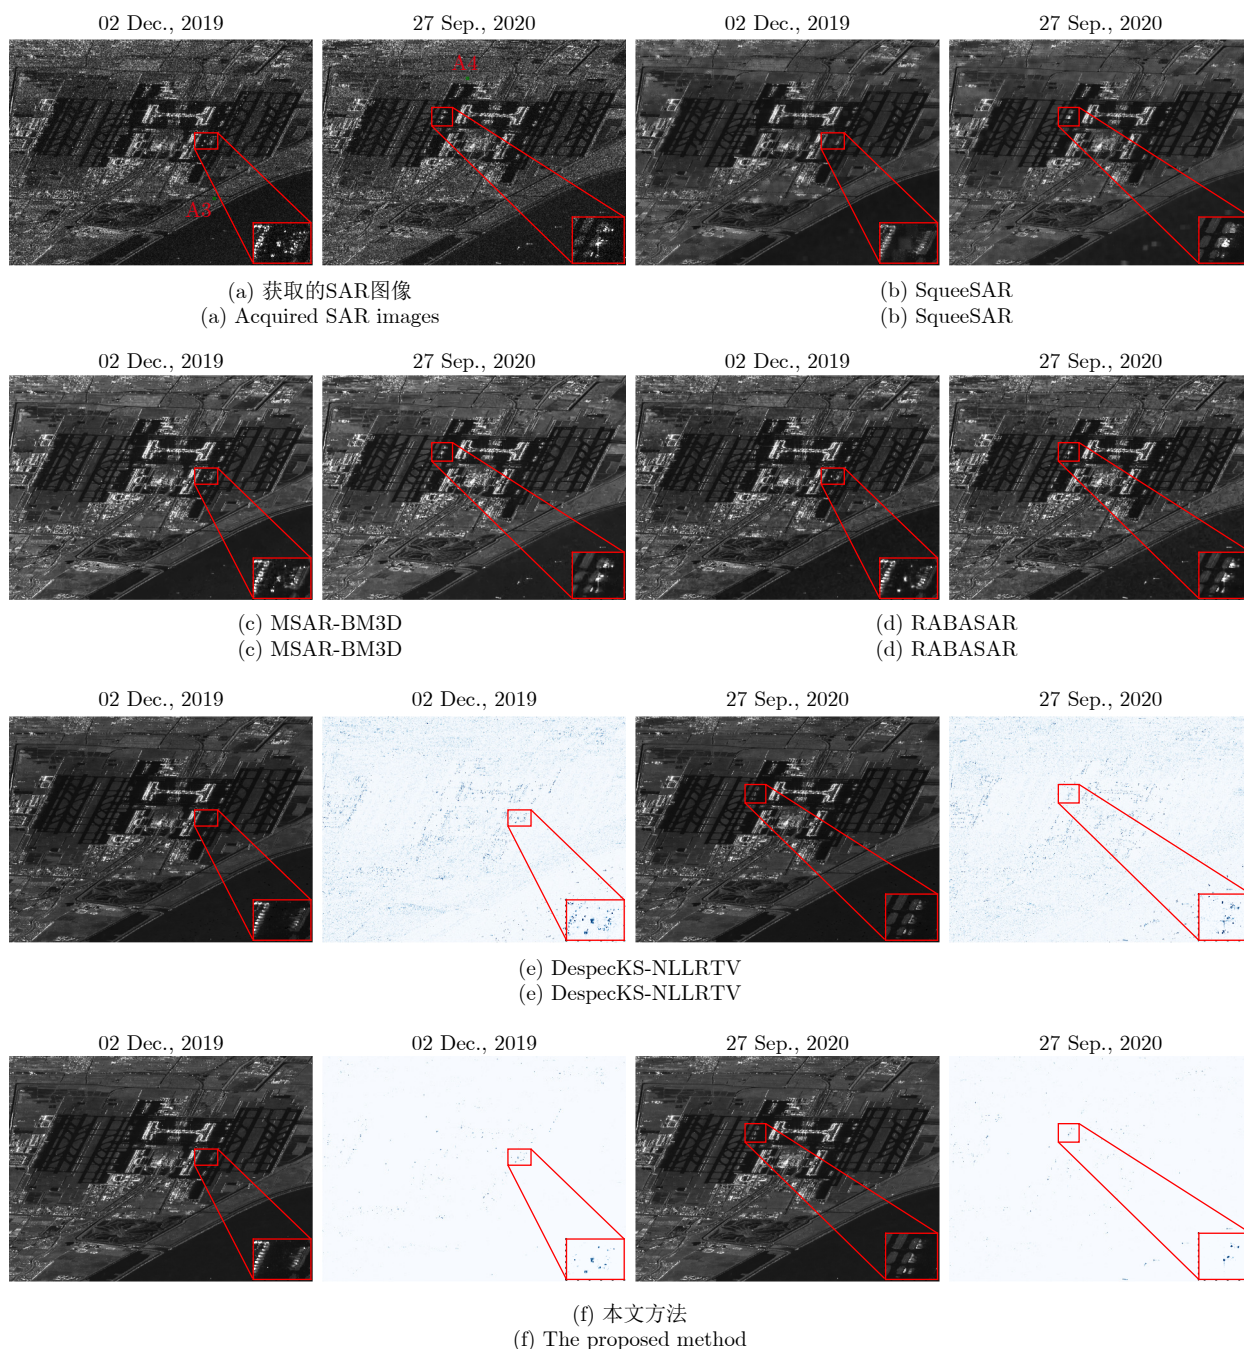 02 Dec., 2019
27 Sep., 2020
02 Dec., 2019
27 Sep., 2020
A4
A3
(a) 获取的SAR图像
(a) Acquired SAR images
(b) SqueeSAR
(b) SqueeSAR
02 Dec., 2019
27 Sep., 2020
02 Dec., 2019
27 Sep., 2020
(c) MSAR-BM3D
(c) MSAR-BM3D
(d) RABASAR
(d) RABASAR
02 Dec., 2019
02 Dec., 2019
27 Sep., 2020
27 Sep., 2020
(e) DespecKS-NLLRTV
(e) DespecKS-NLLRTV
02 Dec., 2019
02 Dec., 2019
27 Sep., 2020
27 Sep., 2020
(f) 本文方法
(f) The proposed method